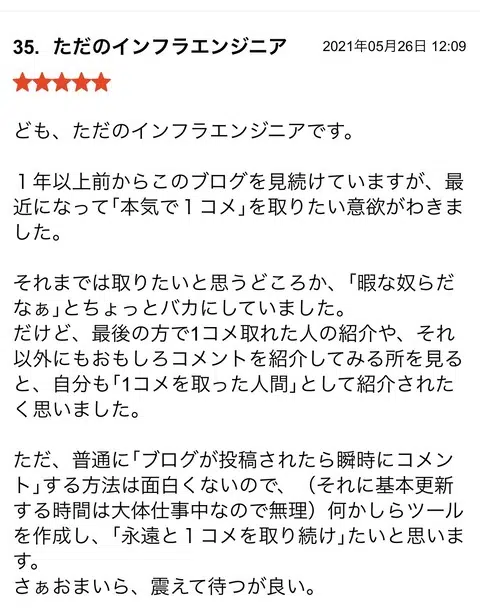 35. ただのインフラエンジニア 2021年05月26日 12:09
★★★★★
ども、ただのインフラエンジニアです。
１年以上前からこのブログを見続けていますが、最
近になって｢本気で１コメ｣を取りたい意欲がわきま
した。
それまでは取りたいと思うどころか、｢暇な奴らだ
なぁ｣とちょっとバカにしていました。
だけど、最後の方で1コメ取れた人の紹介や、それ
以外にもおもしろコメントを紹介してみる所を見る
と、自分も｢1コメを取った人間｣として紹介された
く思いました。
ただ、普通に｢ブログが投稿されたら瞬時にコメン
ト｣する方法は面白くないので、（それに基本更新
する時間は大体仕事中なので無理）何かしらツール
を作成し、｢永遠と１コメを取り続け｣たいと思いま
す。
さぁおまいら、震えて待つが良い。